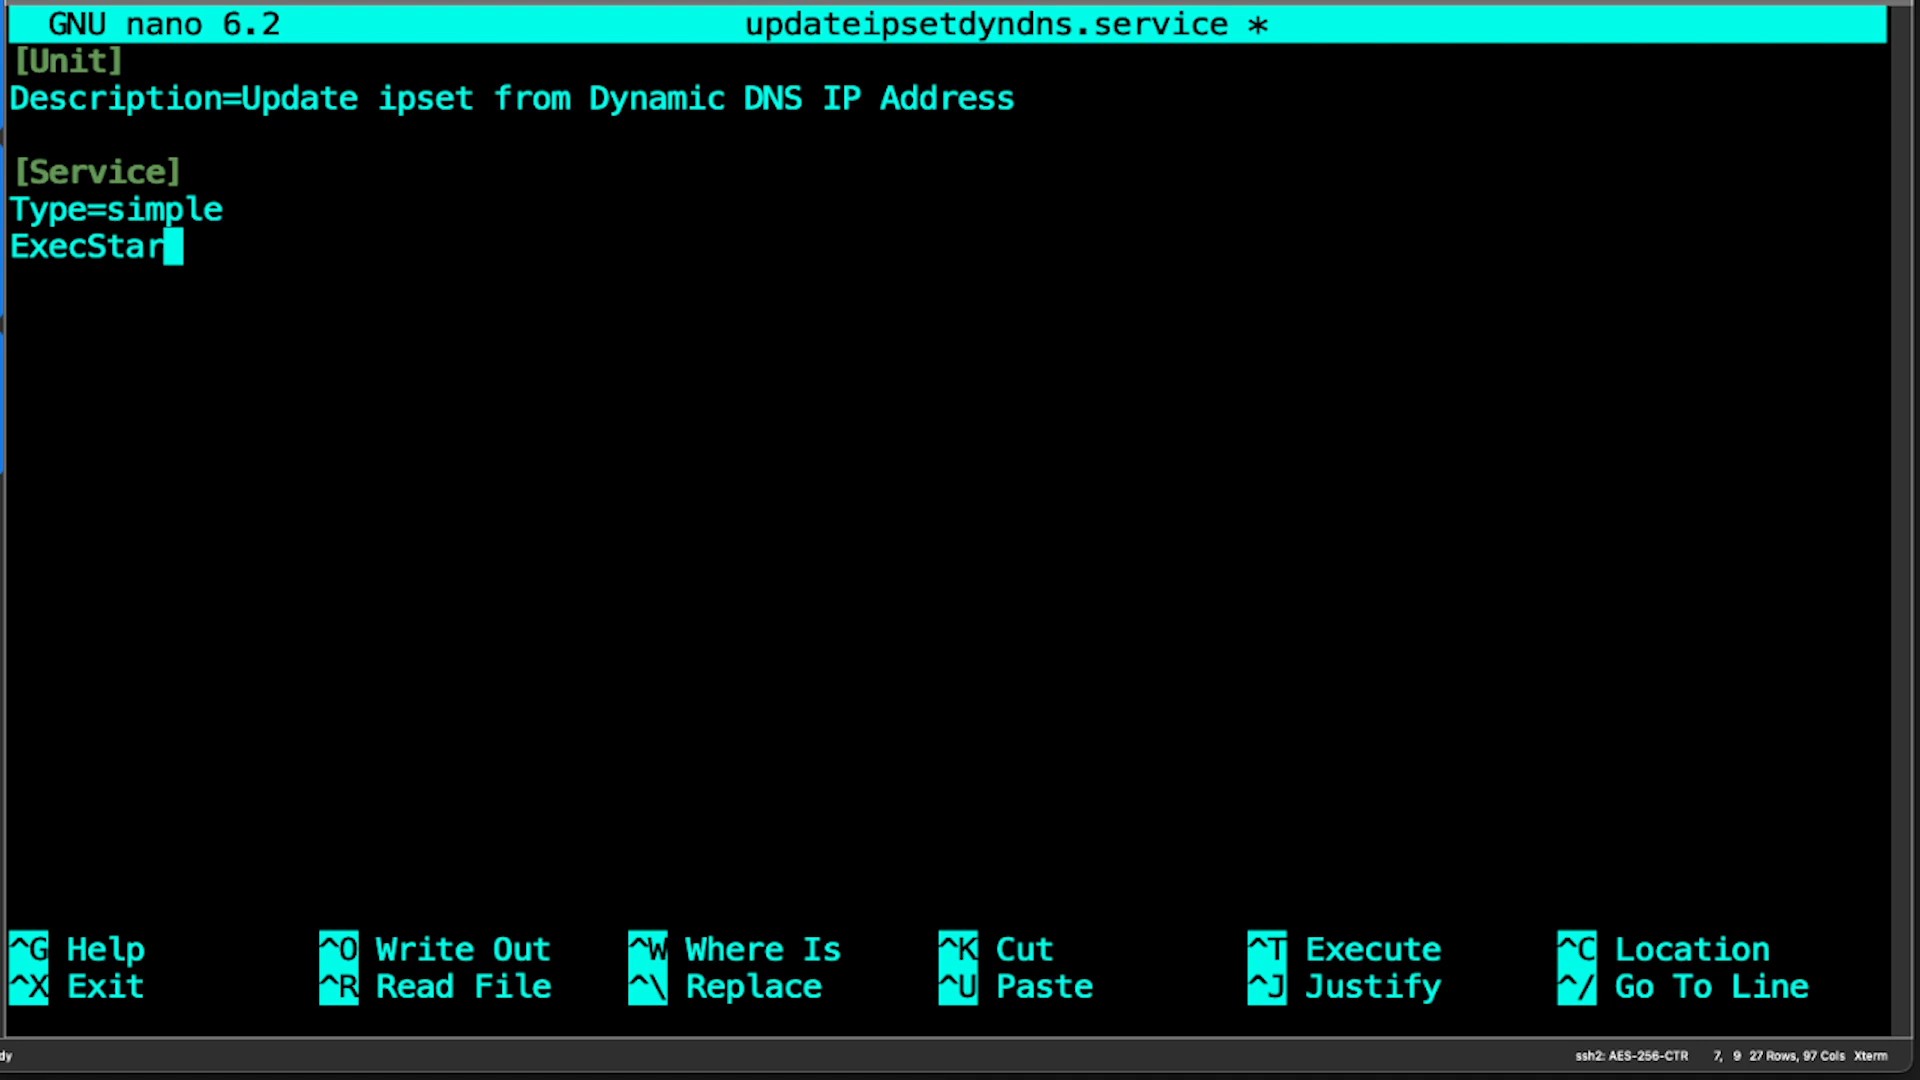 GNU nano 6.2 updateipsetdyndns.service *
[Unit]
Description=Update ipset from Dynamic DNS IP Address
[Service]
Type=simple
ExecStar
^G Help ^O Write Out ^W Where Is ^K Cut ^T Execute ^C Location
^X Exit ^R Read File ^\ Replace ^U Paste ^J Justify ^/ Go To Line
dy ssh2: AES-256-CTR 7, 9 27 Rows, 97 Cols Xterm